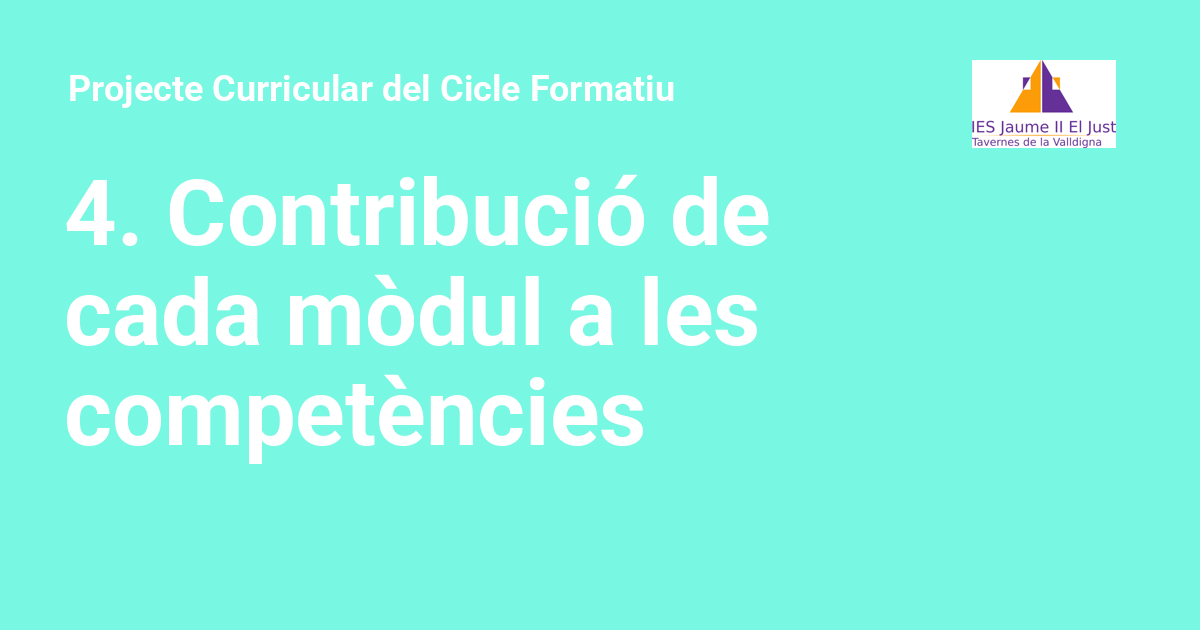 Projecte Curricular del Cicle Formatiu
IES Jaume II El Just
Tavernes de la Valldigna
4. Contribució de
cada mòdul a les
competències